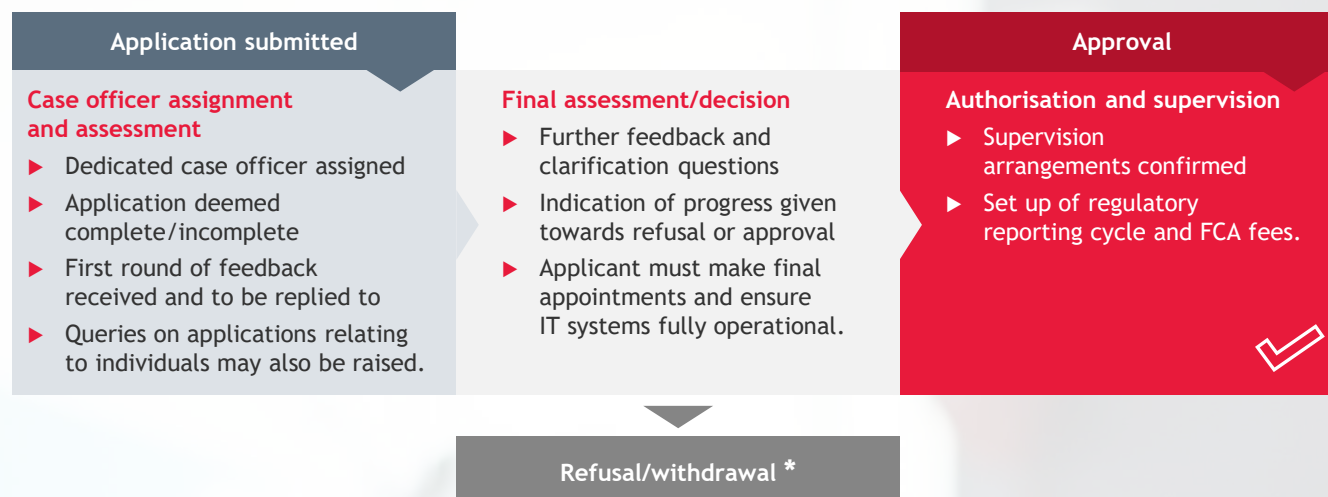 Application submitted
Case officer assignment
and assessment
Dedicated case officer assigned
Application deemed
complete/incomplete
First round of feedback
received and to be replied to
Queries on applications relating
to individuals may also be raised.
Final assessment/decision
Further feedback and
clarification questions
Indication of progress given
towards refusal or approval
Applicant must make final
appointments and ensure
IT systems fully operational.
Approval
Authorisation and supervision
Supervision
arrangements confirmed
Set up of regulatory
reporting cycle and FCA fees.
Refusal/withdrawal *